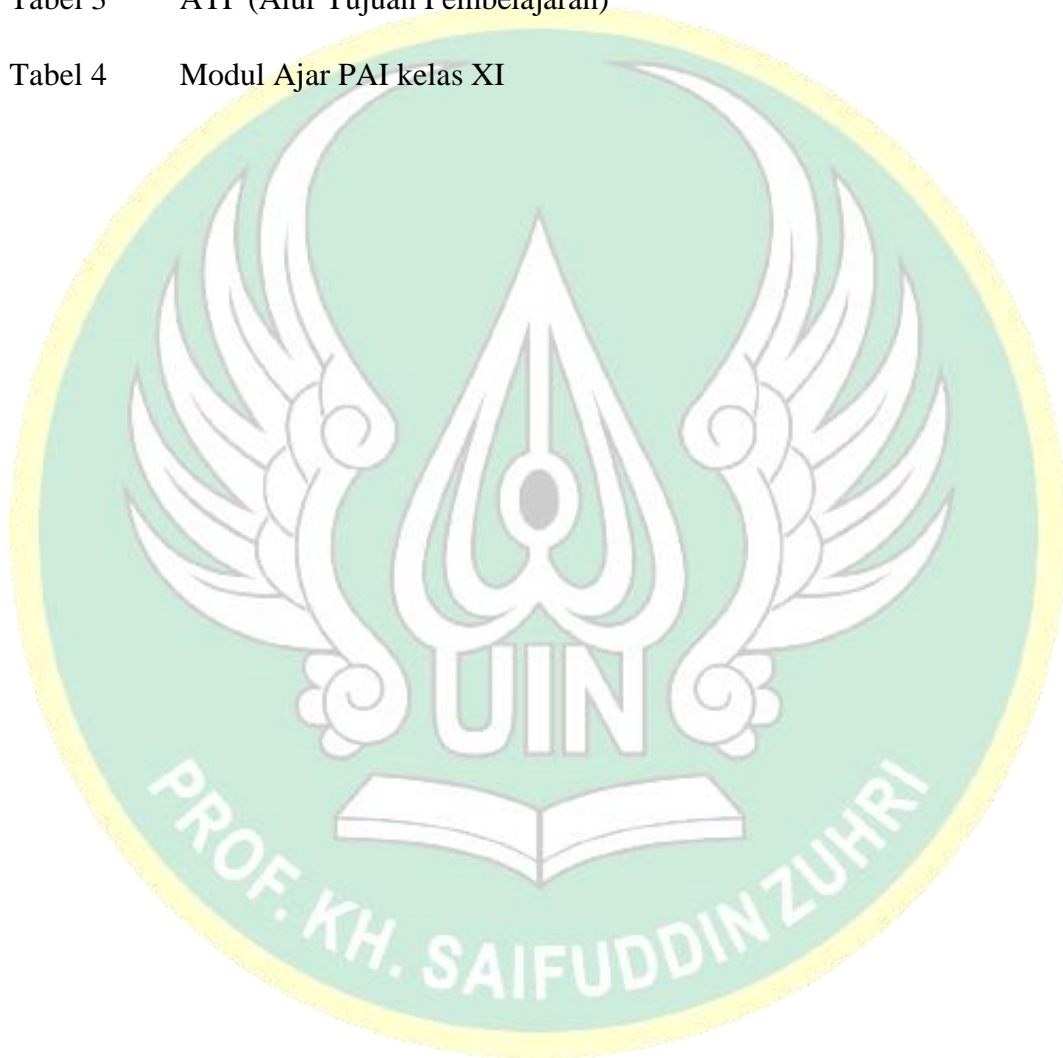 Tabel 3 ATP (Alur Tujuan Pembelajaran)
Tabel 4 Modul Ajar PAI kelas XI
UIN
PROF. KH. SAIFUDDIN ZUHRI